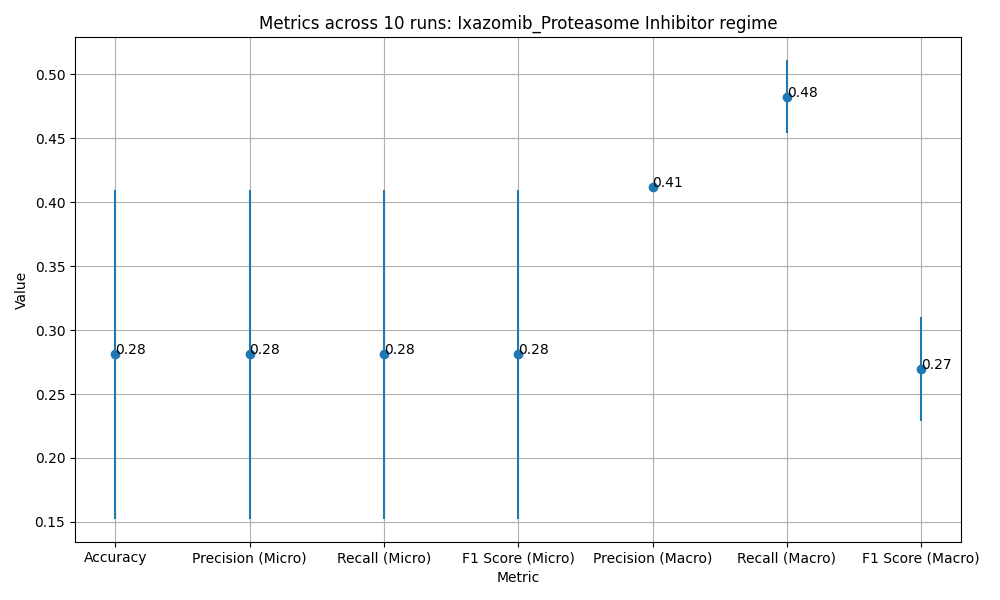 Metrics across 10 runs: Ixazomib_Proteasome Inhibitor regime
Value
0.50
0.45
0.40
0.35
0.30
0.25
0.20
0.15
0.28
0.28
0.28
0.28
0.41
0.48
0.27
Accuracy
Precision (Micro)
Recall (Micro)
F1 Score (Micro)
Precision (Macro)
Recall (Macro)
F1 Score (Macro)
Metric